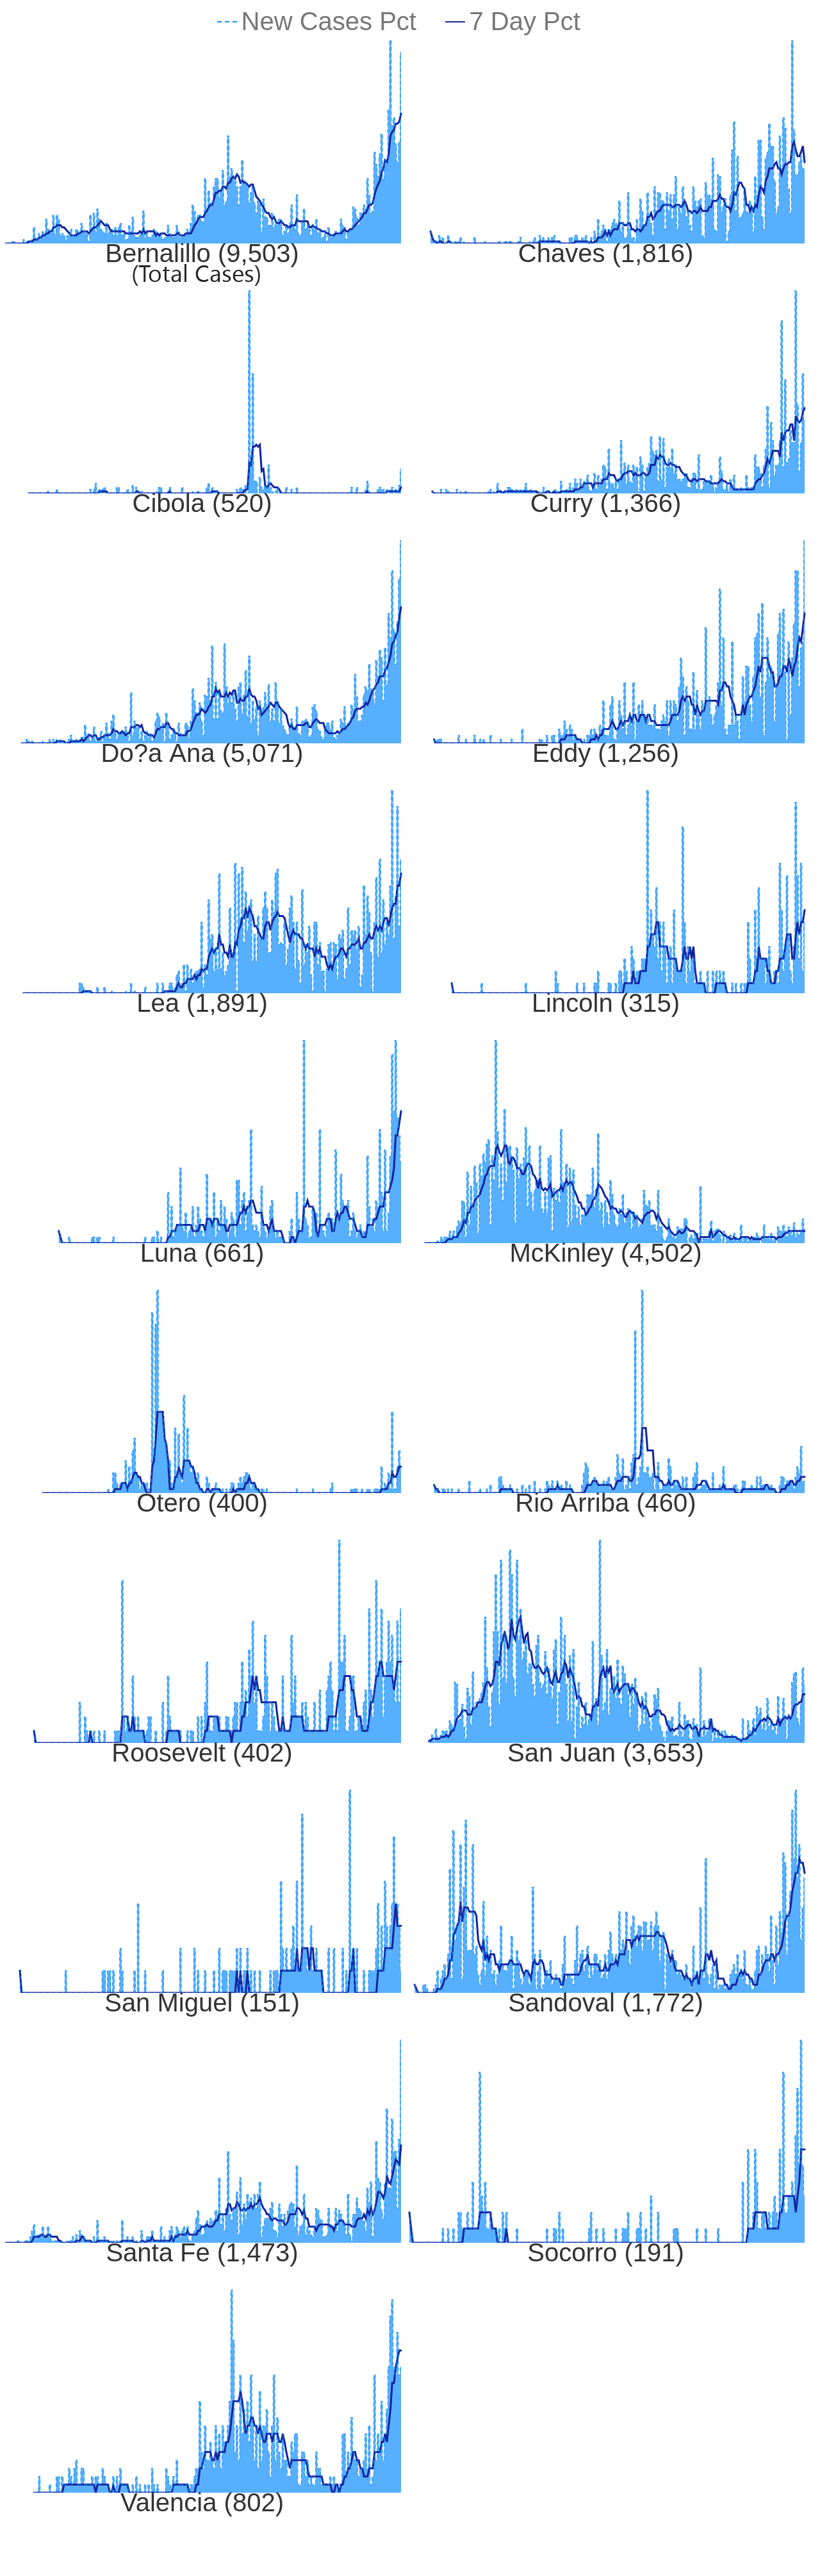 New Cases Pct 7 Day Pct
Bernalillo (9,503) Chaves (1,816)
(Total Cases)
Cibola (520) Curry (1,366)
Do?a Ana (5,071) Eddy (1,256)
Lea (1,891) Lincoln (315)
Luna (661) McKinley (4,502)
Otero (400) Rio Arriba (460)
Roosevelt (402) San Juan (3,653)
San Miguel (151) Sandoval (1,772)
Santa Fe (1,473) Socorro (191)
Valencia (802)